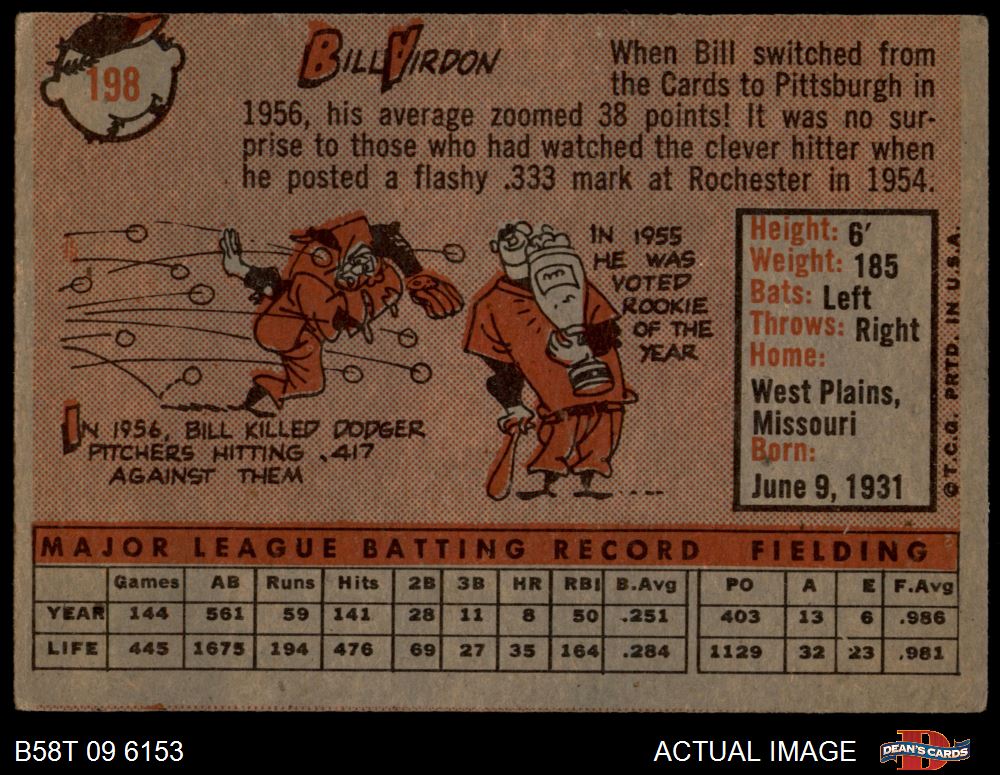 198
BILL VIRDON
When Bill switched from
the Cards to Pittsburgh in
1956, his average zoomed 38 points! It was no sur-
prise to those who had watched the clever hitter when
he posted a flashy .333 mark at Rochester in 1954.
IN 1956, BILL KILLED DODGER
PITCHERS HITTING .417
AGAINST THEM
IN 1955
HE WAS
VOTED
ROOKIE
OF THE
YEAR
Height: 6'
Weight: 185
Bats: Left
Throws: Right
Home:
West Plains,
Missouri
Born:
June 9, 1931
© T.C.G. PRTD. IN U.S.A.
MAJOR LEAGUE BATTING RECORD FIELDING
Games AB Runs Hits 2B 3B HR RBI B.Avg PO A E F.Avg
YEAR 144 561 59 141 28 11 8 50 .251 403 13 6 .986
LIFE 445 1675 194 476 69 27 35 164 .284 1129 32 23 .981
B58T 09 6153
ACTUAL IMAGE
DEAN'S CARDS